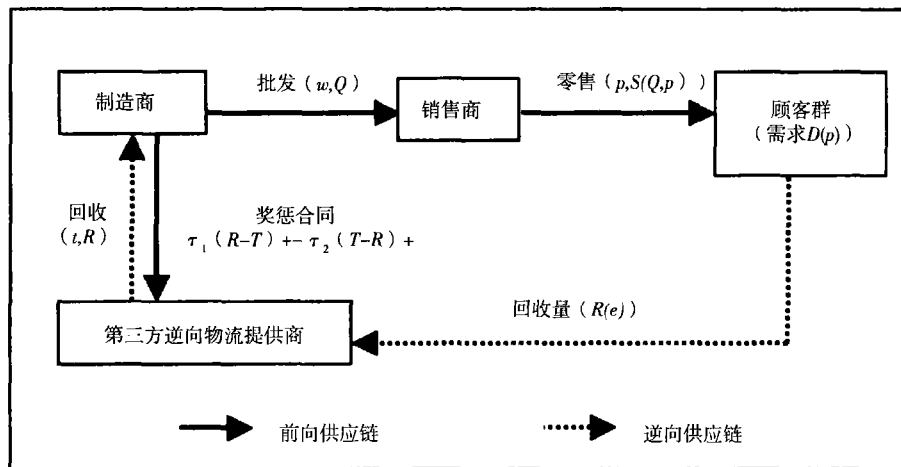 批发（w,Q）
零售（p,S(Q,p））
制造商
销售商
顾客群
（需求D(p)）
回收
（t,R）
奖惩合同
τ₁（R-T）+- τ₂（T-R）+
回收量（R(e)）
第三方逆向物流提供商
前向供应链
逆向供应链